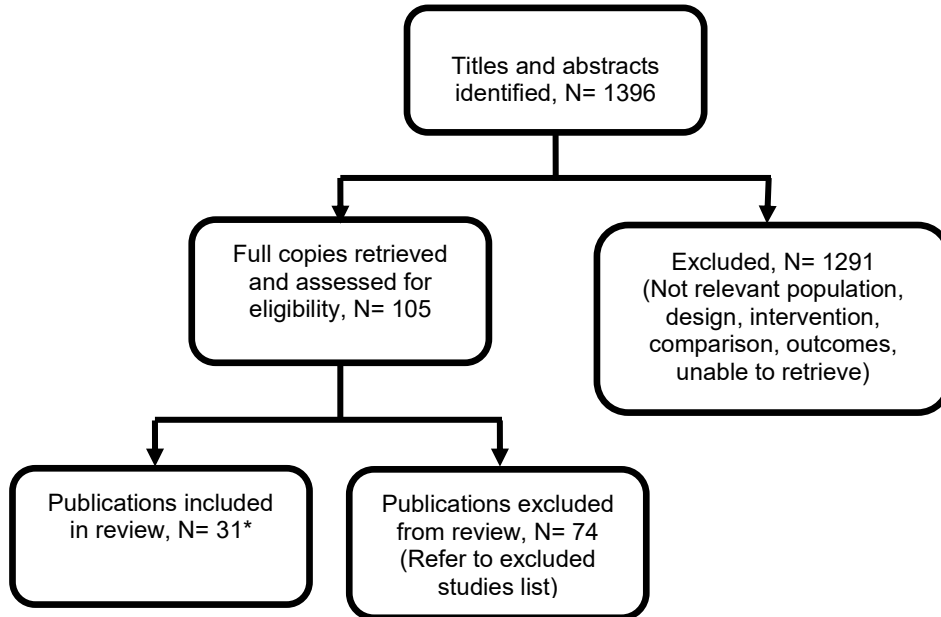 Titles and abstracts
identified, N= 1396
Full copies retrieved
and assessed for
eligibility, N= 105
Excluded, N= 1291
(Not relevant population,
design, intervention,
comparison, outcomes,
unable to retrieve)
Publications included
in review, N= 31*
Publications excluded
from review, N= 74
(Refer to excluded
studies list)